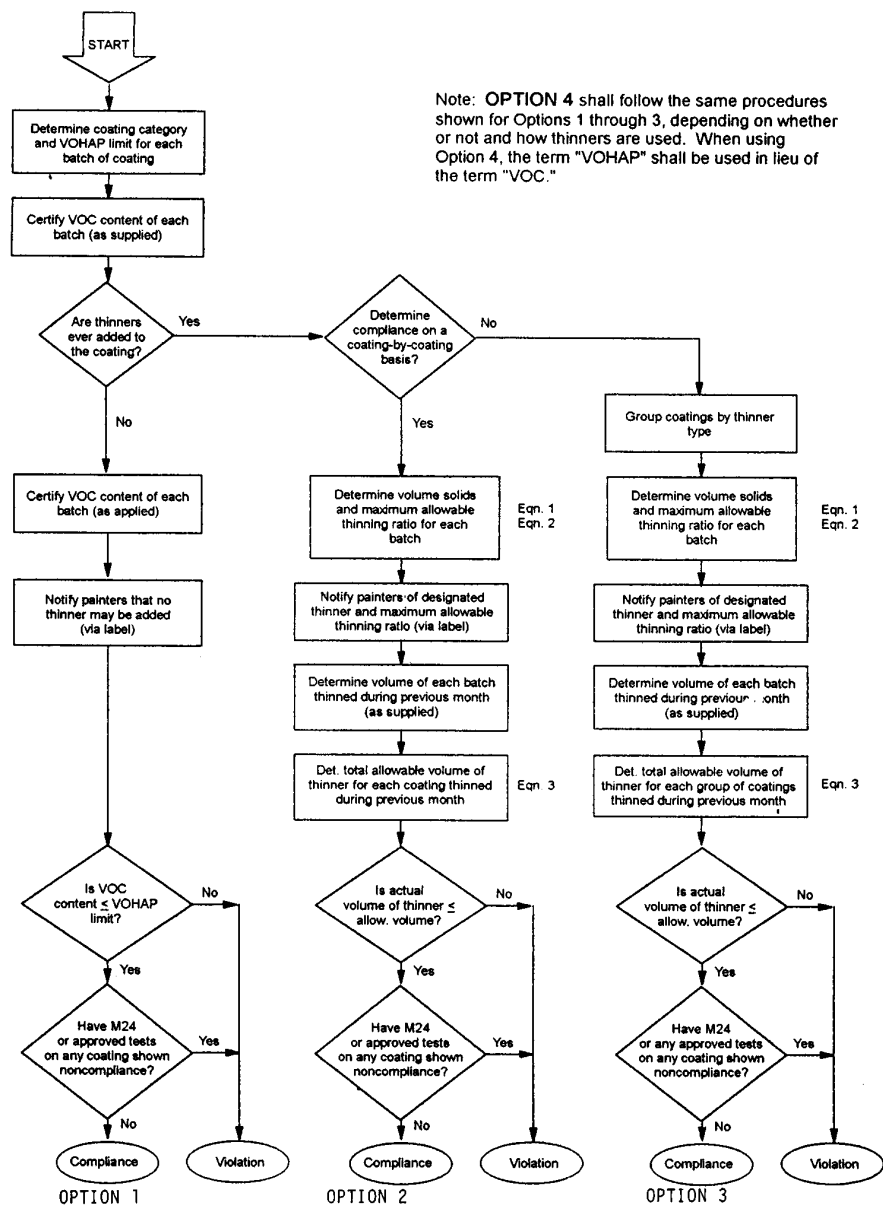 START
Note: OPTION 4 shall follow the same procedures
shown for Options 1 through 3, depending on whether
or not and how thinners are used. When using
Option 4, the term "VOHAP" shall be used in lieu of
the term "VOC."
Determine coating category
and VOHAP limit for each
batch of coating
Certify VOC content of each
batch (as supplied)
Are thinners
ever added to
the coating?
Yes
No
Determine
compliance on a
coating-by-coating
basis?
No
Yes
Certify VOC content of each
batch (as applied)
Notify painters that no
thinner may be added
(via label)
Is VOC
content ≤ VOHAP
limit?
No
Yes
Have M24
or approved tests
on any coating shown
noncompliance?
Yes
No
Compliance
Violation
OPTION 1
Determine volume solids
and maximum allowable
thinning ratio for each
batch
Eqn. 1
Eqn. 2
Notify painters of designated
thinner and maximum allowable
thinning ratio (via label)
Determine volume of each batch
thinned during previous month
(as supplied)
Det. total allowable volume of
thinner for each coating thinned
during previous month
Eqn. 3
Is actual
volume of thinner ≤
allow. volume?
No
Yes
Have M24
or approved tests
on any coating shown
noncompliance?
Yes
No
Compliance
Violation
OPTION 2
Group coatings by thinner
type
Determine volume solids
and maximum allowable
thinning ratio for each
batch
Eqn. 1
Eqn. 2
Notify painters of designated
thinner and maximum allowable
thinning ratio (via label)
Determine volume of each batch
thinned during previous
(as supplied)
Det. total allowable volume of
thinner for each group of coatings
thinned during previous month
Eqn. 3
Is actual
volume of thinner ≤
allow. volume?
No
Yes
Have M24
or any approved tests
on any coating shown
noncompliance?
Yes
No
Compliance
Violation
OPTION 3